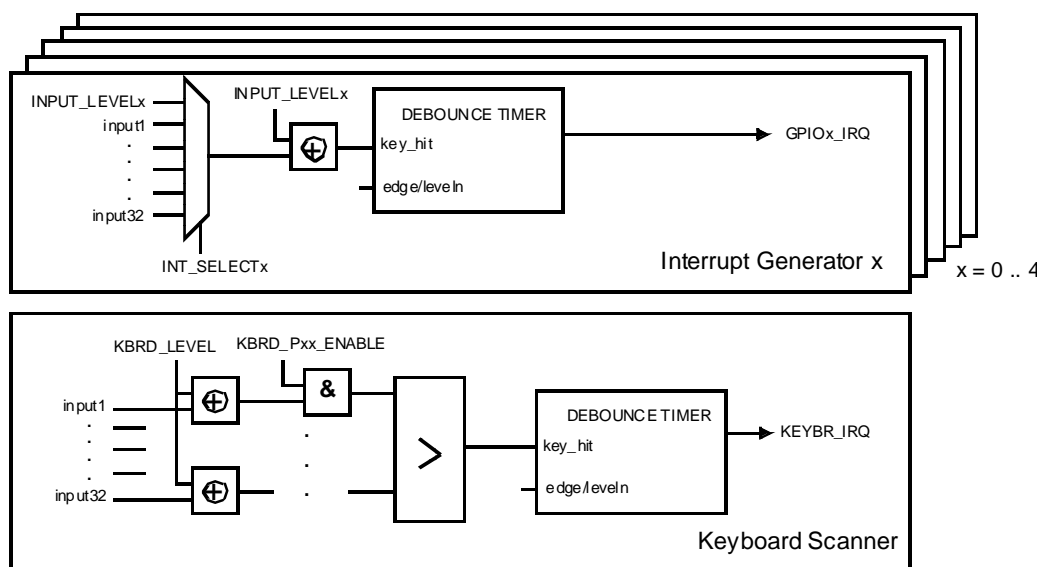 INPUT_LEVELx
INPUT_LEVELx
input1
.
.
.
.
input32
DEBOUNCE TIMER
key_hit
edge/leveln
GPIOx_IRQ
INT_SELECTx
Interrupt Generator x
x = 0 .. 4
KBRD_LEVEL
KBRD_Pxx_ENABLE
&
input1
.
.
.
.
input32
.
.
.
>
DEBOUNCE TIMER
key_hit
edge/leveln
KEYBR_IRQ
Keyboard Scanner